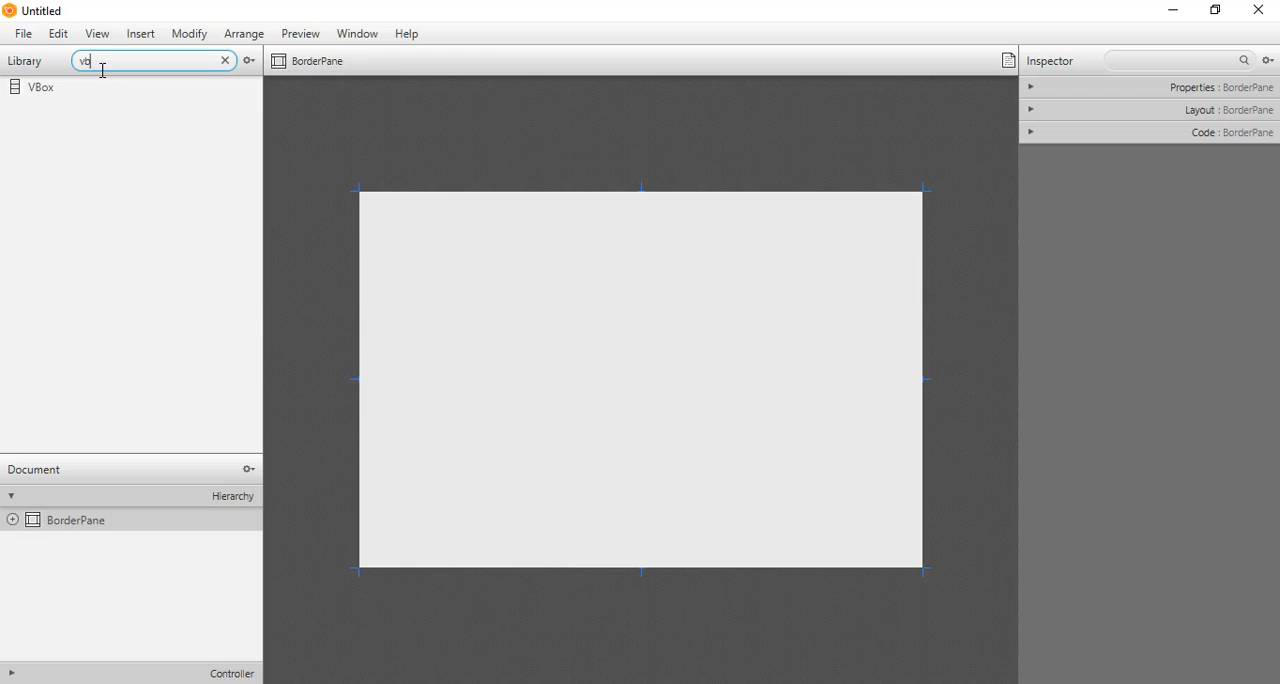 Untitled
File Edit View Insert Modify Arrange Preview Window Help
Library vb BorderPane Inspector
VBox
Properties : BorderPane
Layout : BorderPane
Code : BorderPane
Document
Hierarchy
BorderPane
Controller